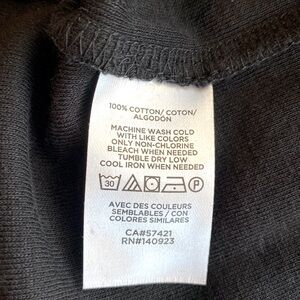 100% COTTON/ COTON/
ALGODÓN
MACHINE WASH COLD
WITH LIKE COLORS
ONLY NON-CHLORINE
BLEACH WHEN NEEDED
TUMBLE DRY LOW
COOL IRON WHEN NEEDED
30 P
AVEC DES COULEURS
SEMBLABLES / CON
COLORES SIMILARES
CA#57421
RN#140923